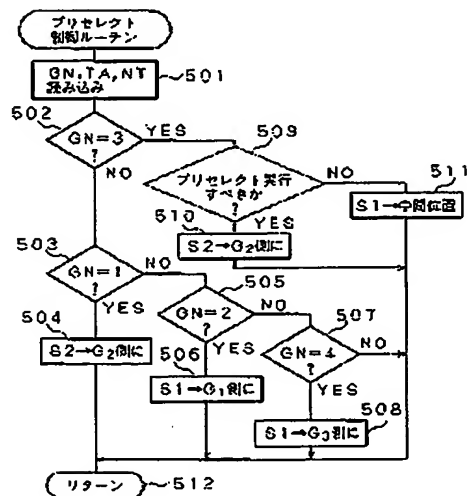 プリセレクト
制御ルーチン
GN,TA,NT
読み込み
501
502
GN=3
?
YES
NO
509
プリセレクト実行
すべきか
?
NO
YES
511
S1→中間位置
510
S2→G2側に
503
GN=1
?
NO
YES
504
S2→G2側に
505
GN=2
?
NO
YES
506
S1→G1側に
507
GN=4
?
NO
YES
S1→G3側に
508
リターン
512